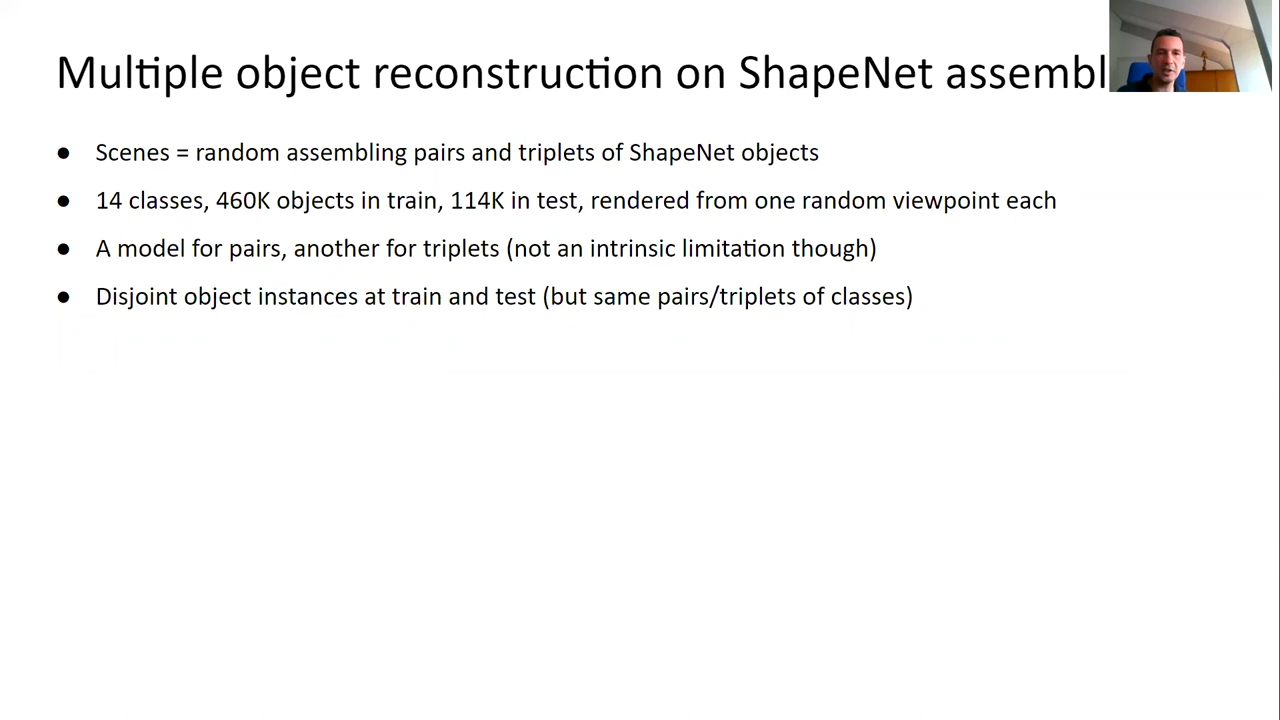 Multiple object reconstruction on ShapeNet assembl
● Scenes = random assembling pairs and triplets of ShapeNet objects
● 14 classes, 460K objects in train, 114K in test, rendered from one random viewpoint each
● A model for pairs, another for triplets (not an intrinsic limitation though)
● Disjoint object instances at train and test (but same pairs/triplets of classes)